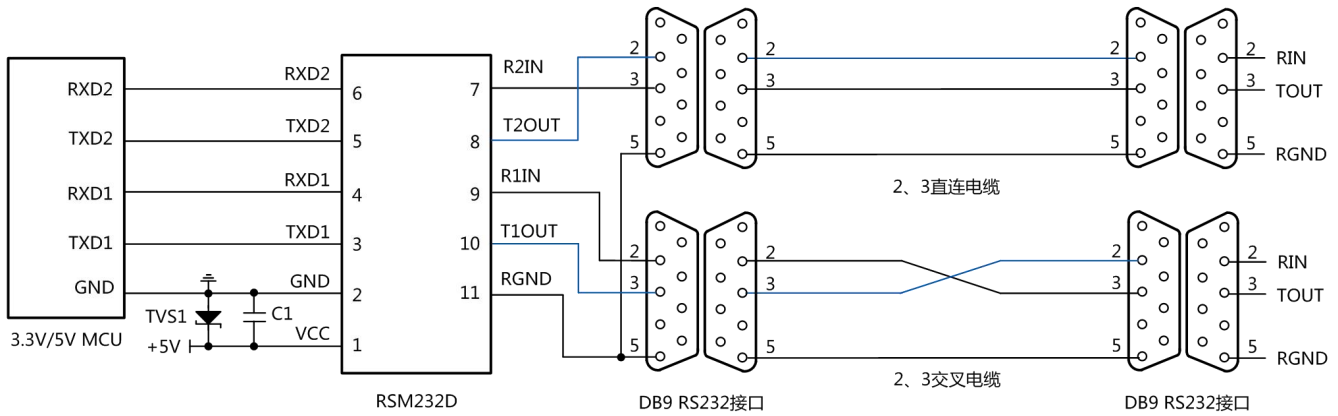 RXD2
TXD2
RXD1
TXD1
GND
3.3V/5V MCU
RXD2
TXD2
RXD1
TXD1
GND
VCC
TVS1
C1
+5V
6
5
4
3
2
1
7
8
9
10
11
RSM232D
R2IN
T2OUT
R1IN
T1OUT
RGND
2
3
5
2
3
5
2
3
5
2
3
5
RIN
TOUT
RGND
2、3直连电缆
2
3
5
2
3
5
2
3
5
2
3
5
RIN
TOUT
RGND
2、3交叉电缆
DB9 RS232接口
DB9 RS232接口